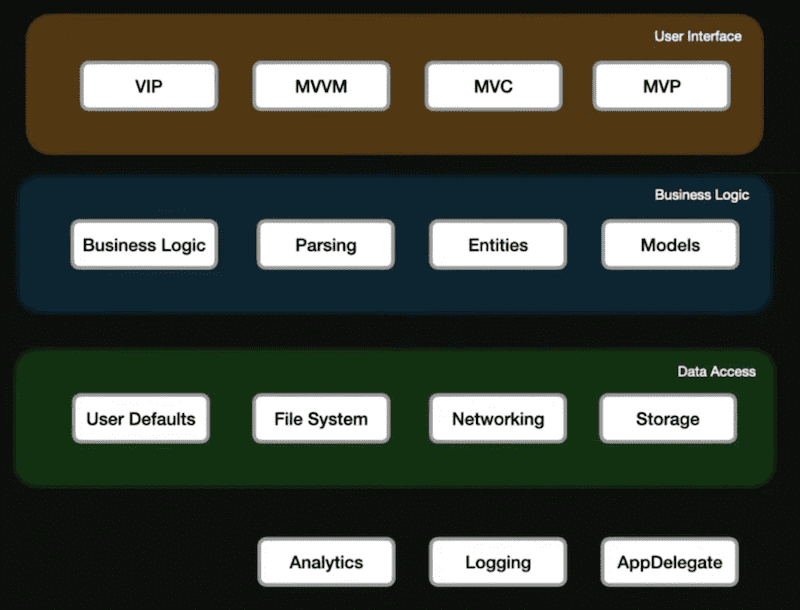 User Interface
VIP
MVVM
MVC
MVP
Business Logic
Business Logic
Parsing
Entities
Models
Data Access
User Defaults
File System
Networking
Storage
Analytics
Logging
AppDelegate